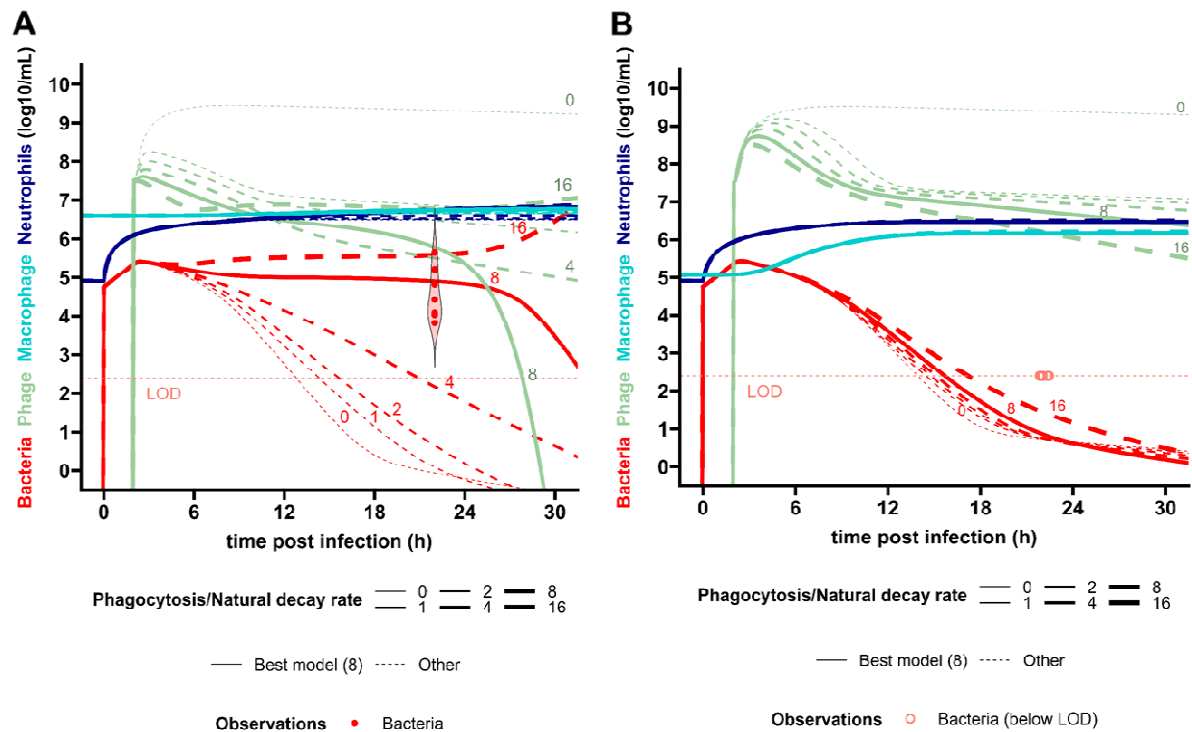 A
Bacteria Phage Macrophage Neutrophils (log10/mL)
10
9
8
7
6
5
4
3
2
1
0
0
16
16
8
4
8
4
LOD
0
1
2
0 6 12 18 24 30
time post infection (h)
Phagocytosis/Natural decay rate 0 2 8
1 4 16
Best model (8) Other
Observations Bacteria
B
Bacteria Phage Macrophage Neutrophils (log10/mL)
10
9
8
7
6
5
4
3
2
1
0
0
8
16
LOD
0
8
16
0 6 12 18 24 30
time post infection (h)
Phagocytosis/Natural decay rate 0 2 8
1 4 16
Best model (8) Other
Observations Bacteria (below LOD)